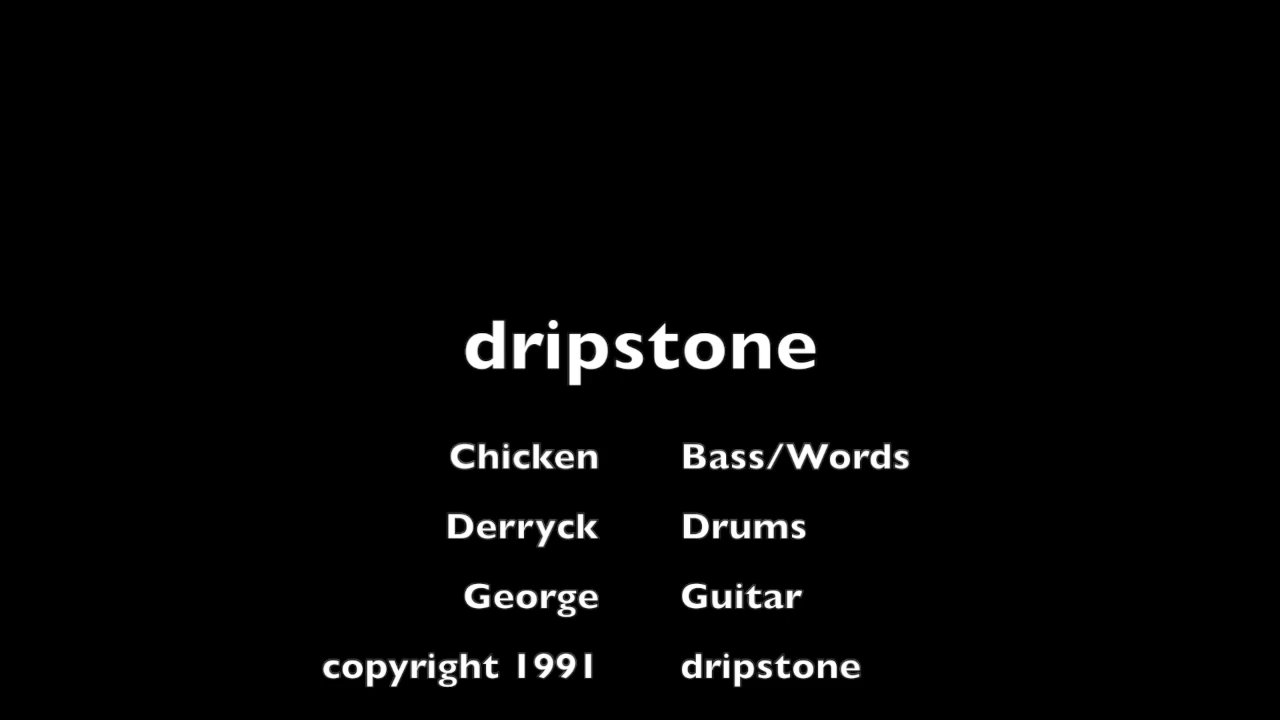 dripstone
Chicken Bass/Words
Derryck Drums
George Guitar
copyright 1991 dripstone